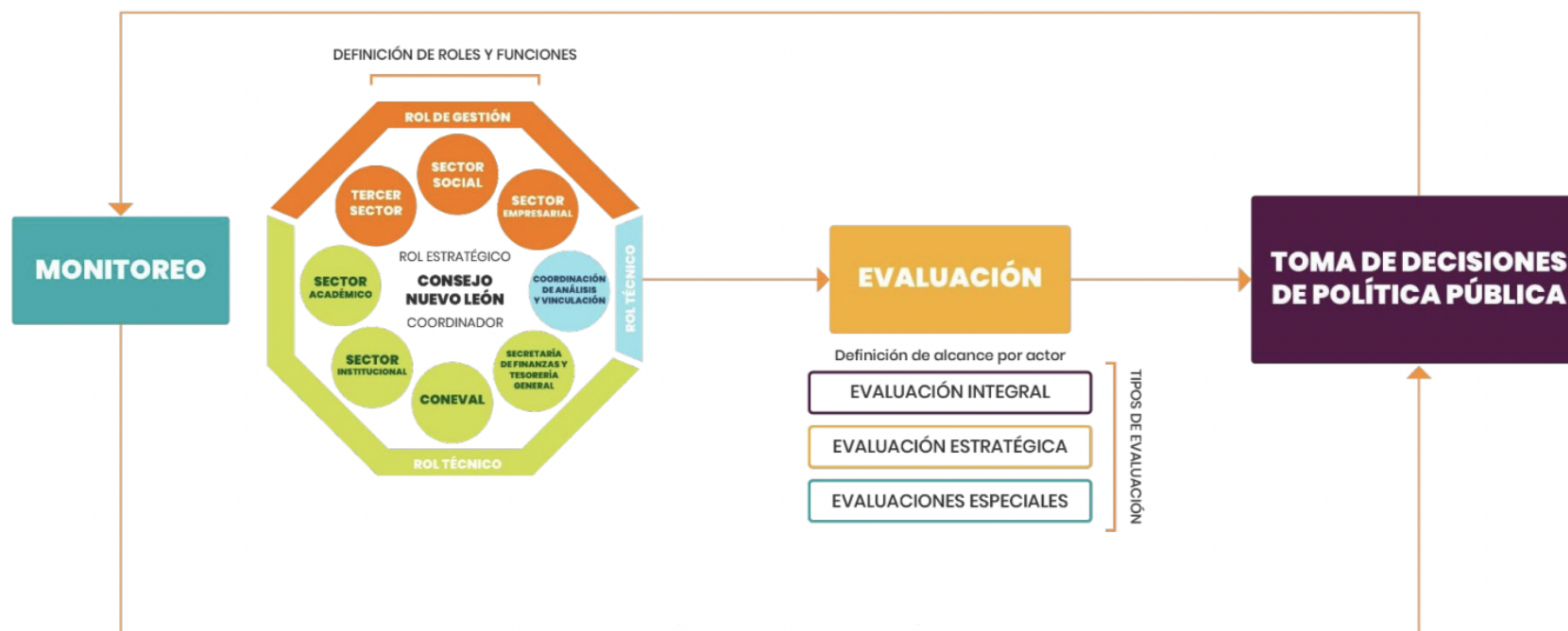 DEFINICIÓN DE ROLES Y FUNCIONES
ROL DE GESTIÓN
SECTOR
SOCIAL
TERCER
SECTOR
SECTOR
EMPRESARIAL
MONITOREO
SECTOR
ACADÉMICO
ROL ESTRATÉGICO
CONSEJO
NUEVO LEÓN
COORDINADOR
COORDINACIÓN
DE ANÁLISIS
Y VINCULACIÓN
ROL TÉCNICO
SECTOR
INSTITUCIONAL
CONEVAL
SECRETARÍA
DE FINANZAS Y
TESORERÍA
GENERAL
ROL TÉCNICO
EVALUACIÓN
Definición de alcance por actor
EVALUACIÓN INTEGRAL
EVALUACIÓN ESTRATÉGICA
EVALUACIONES ESPECIALES
TIPOS DE EVALUACIÓN
TOMA DE DECISIONES
DE POLÍTICA PÚBLICA